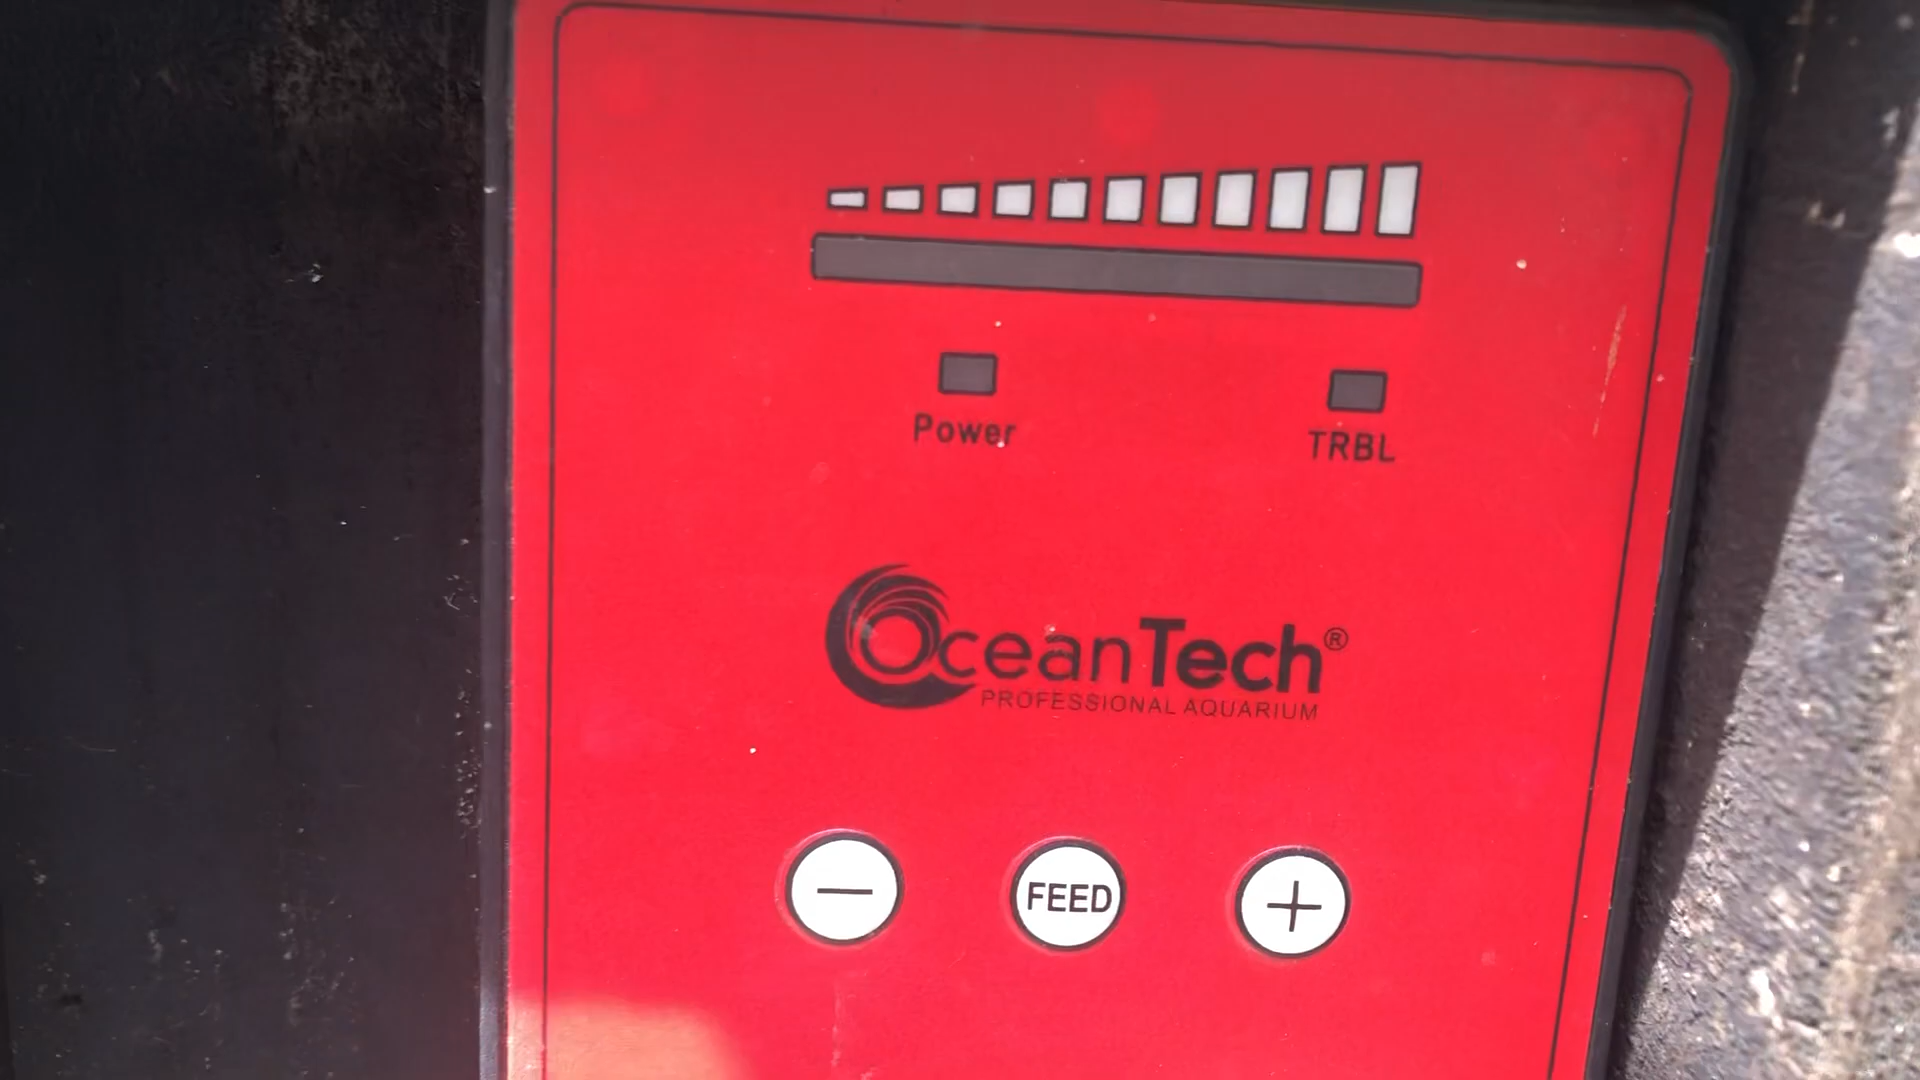 Power
TRBL
OceanTech®
PROFESSIONAL AQUARIUM
− FEED +